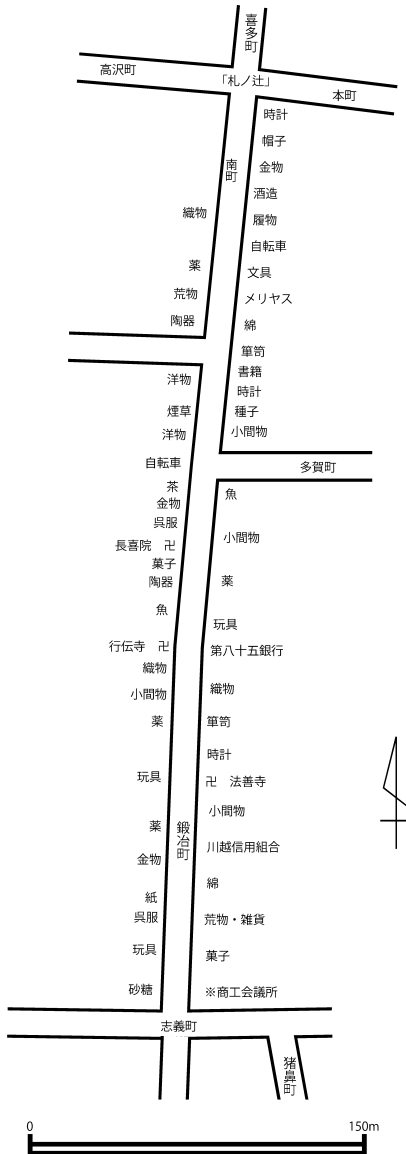 喜多町
高沢町
「札ノ辻」
本町
南町
時計
帽子
金物
酒造
履物
自転車
文具
メリヤス
綿
箪笥
書籍
時計
種子
小間物
織物
薬
荒物
陶器
洋物
煙草
洋物
自転車
茶
金物
呉服
長喜院 卍
菓子
陶器
魚
行伝寺 卍
織物
小間物
薬
玩具
薬
金物
紙
呉服
玩具
砂糖
多賀町
魚
小間物
薬
玩具
第八十五銀行
織物
箪笥
時計
卍 法善寺
小間物
川越信用組合
綿
荒物・雑貨
菓子
※商工会議所
鍛冶町
志義町
猪鼻町
0
150m